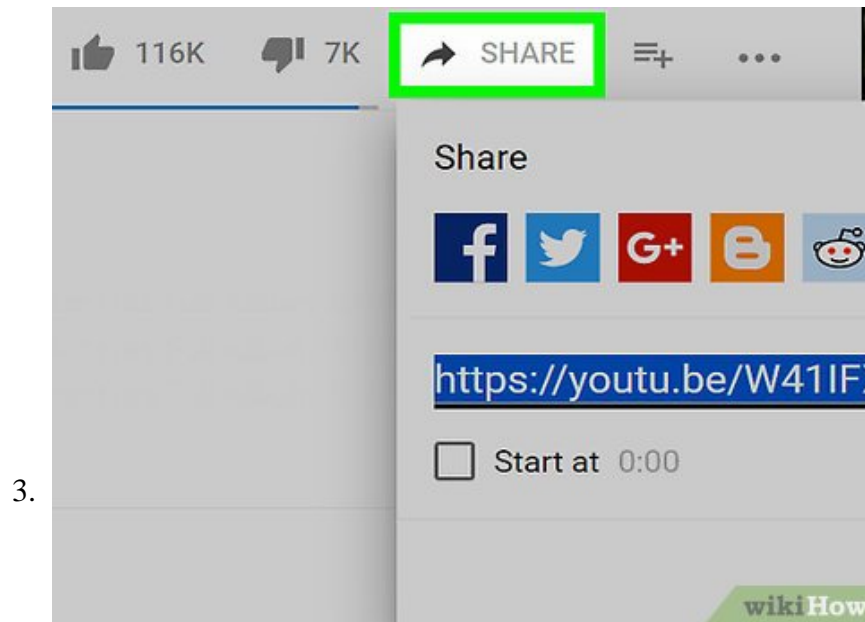 116K 7K SHARE
Share
f G+ B
https://youtu.be/W41IF
Start at 0:00
3.
wikiHow